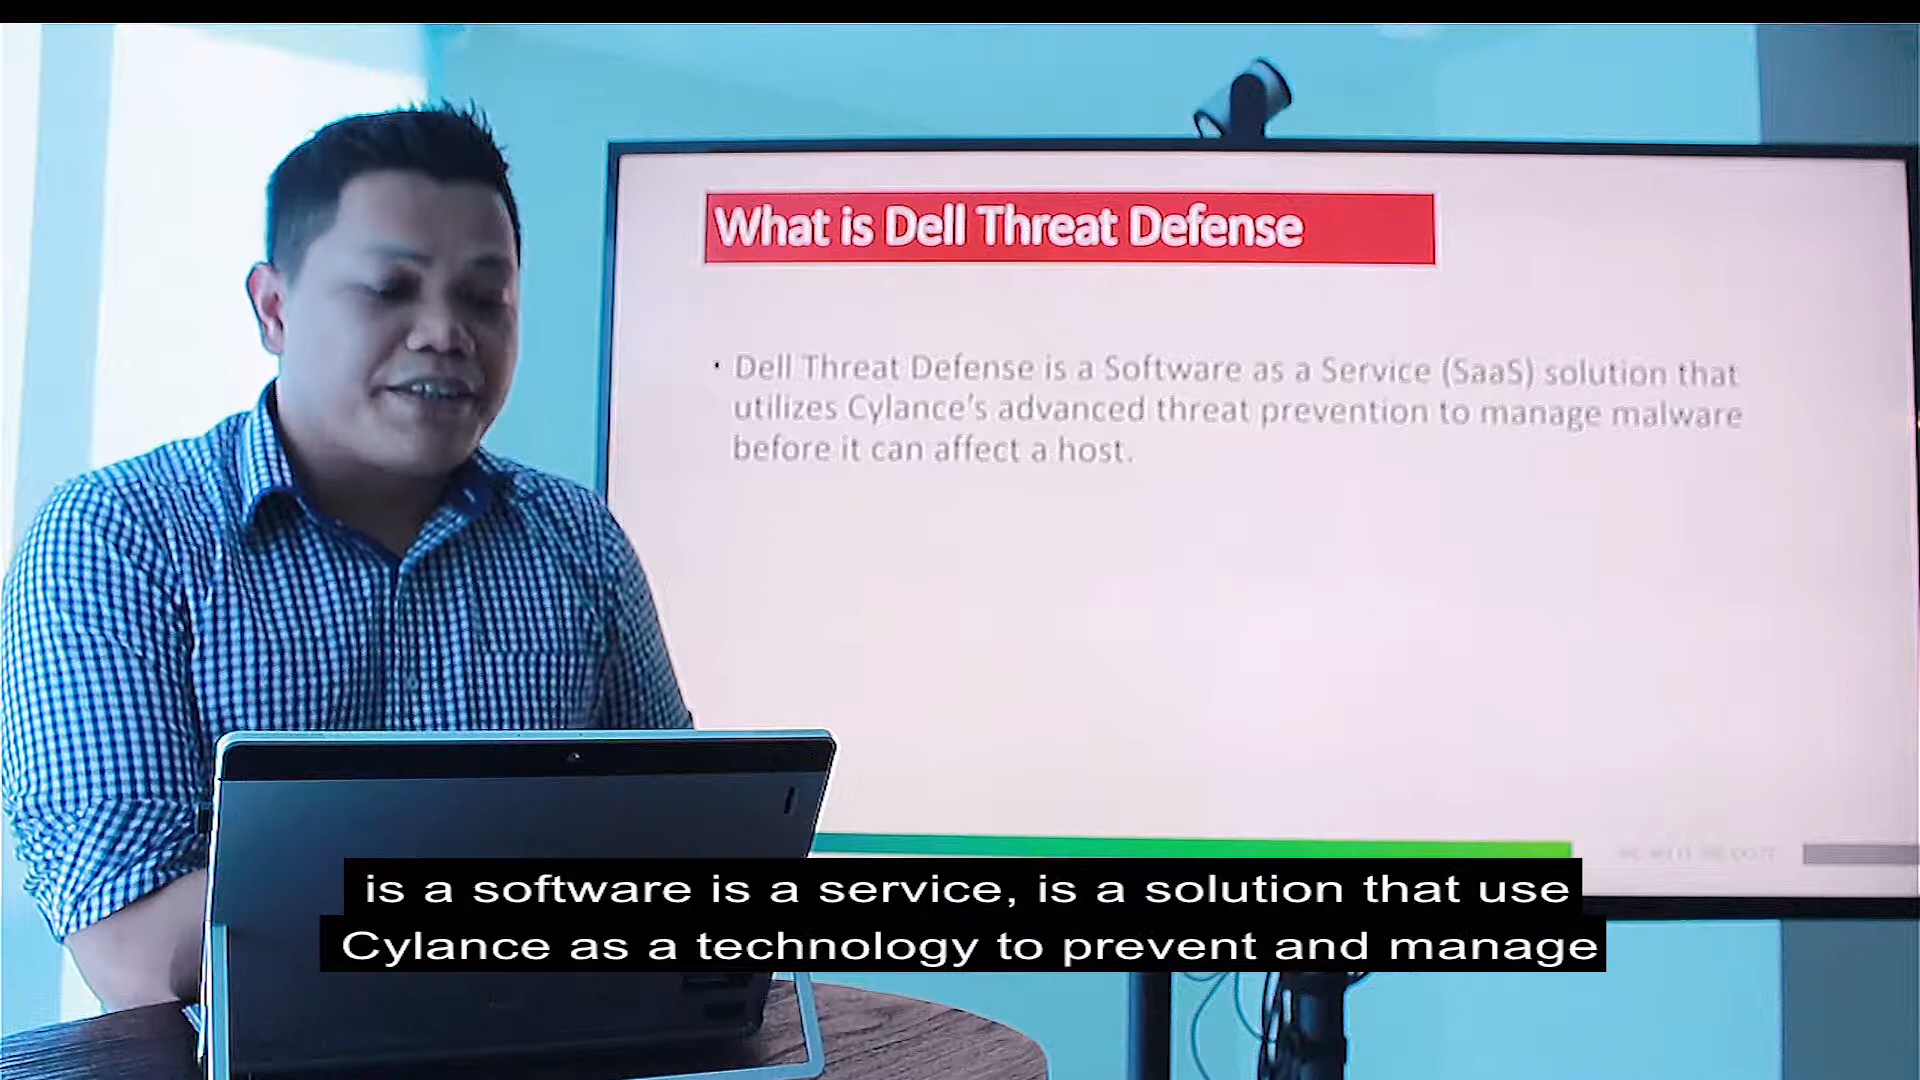 What is Dell Threat Defense
• Dell Threat Defense is a Software as a Service (SaaS) solution that
utilizes Cylance's advanced threat prevention to manage malware
before it can affect a host.
is a software is a service, is a solution that use
Cylance as a technology to prevent and manage